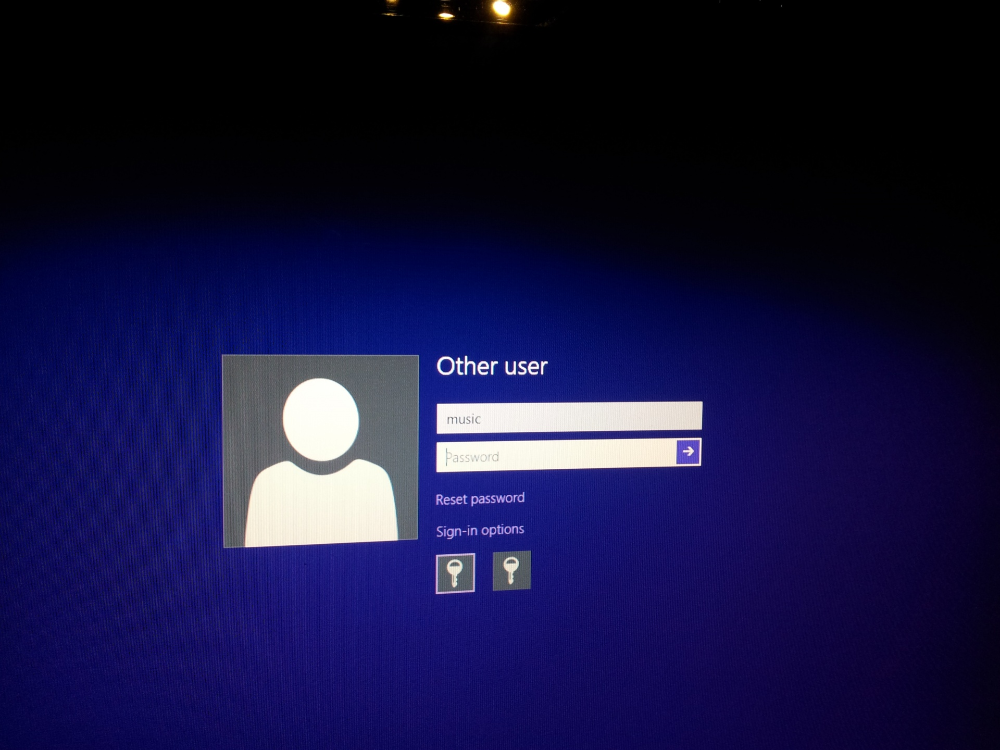 Other user
music
Password
Reset password
Sign-in options